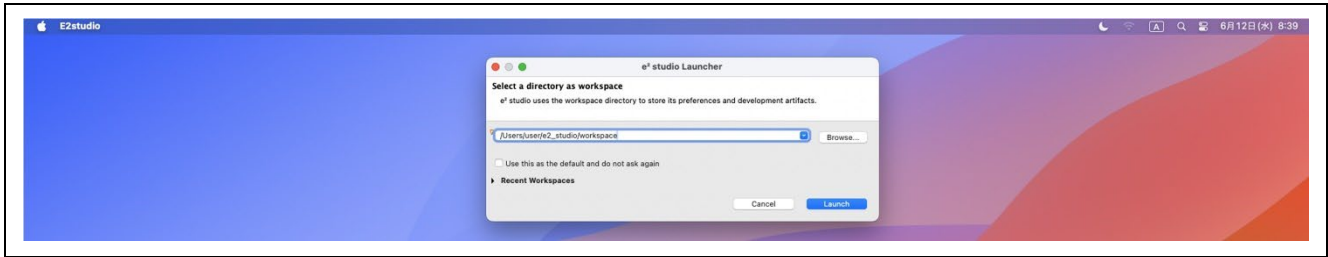 E2studio
A
6月12日(水) 8:39
e² studio Launcher
Select a directory as workspace
e² studio uses the workspace directory to store its preferences and development artifacts.
/Users/user/e2_studio/workspace
Browse...
Use this as the default and do not ask again
Recent Workspaces
Cancel
Launch